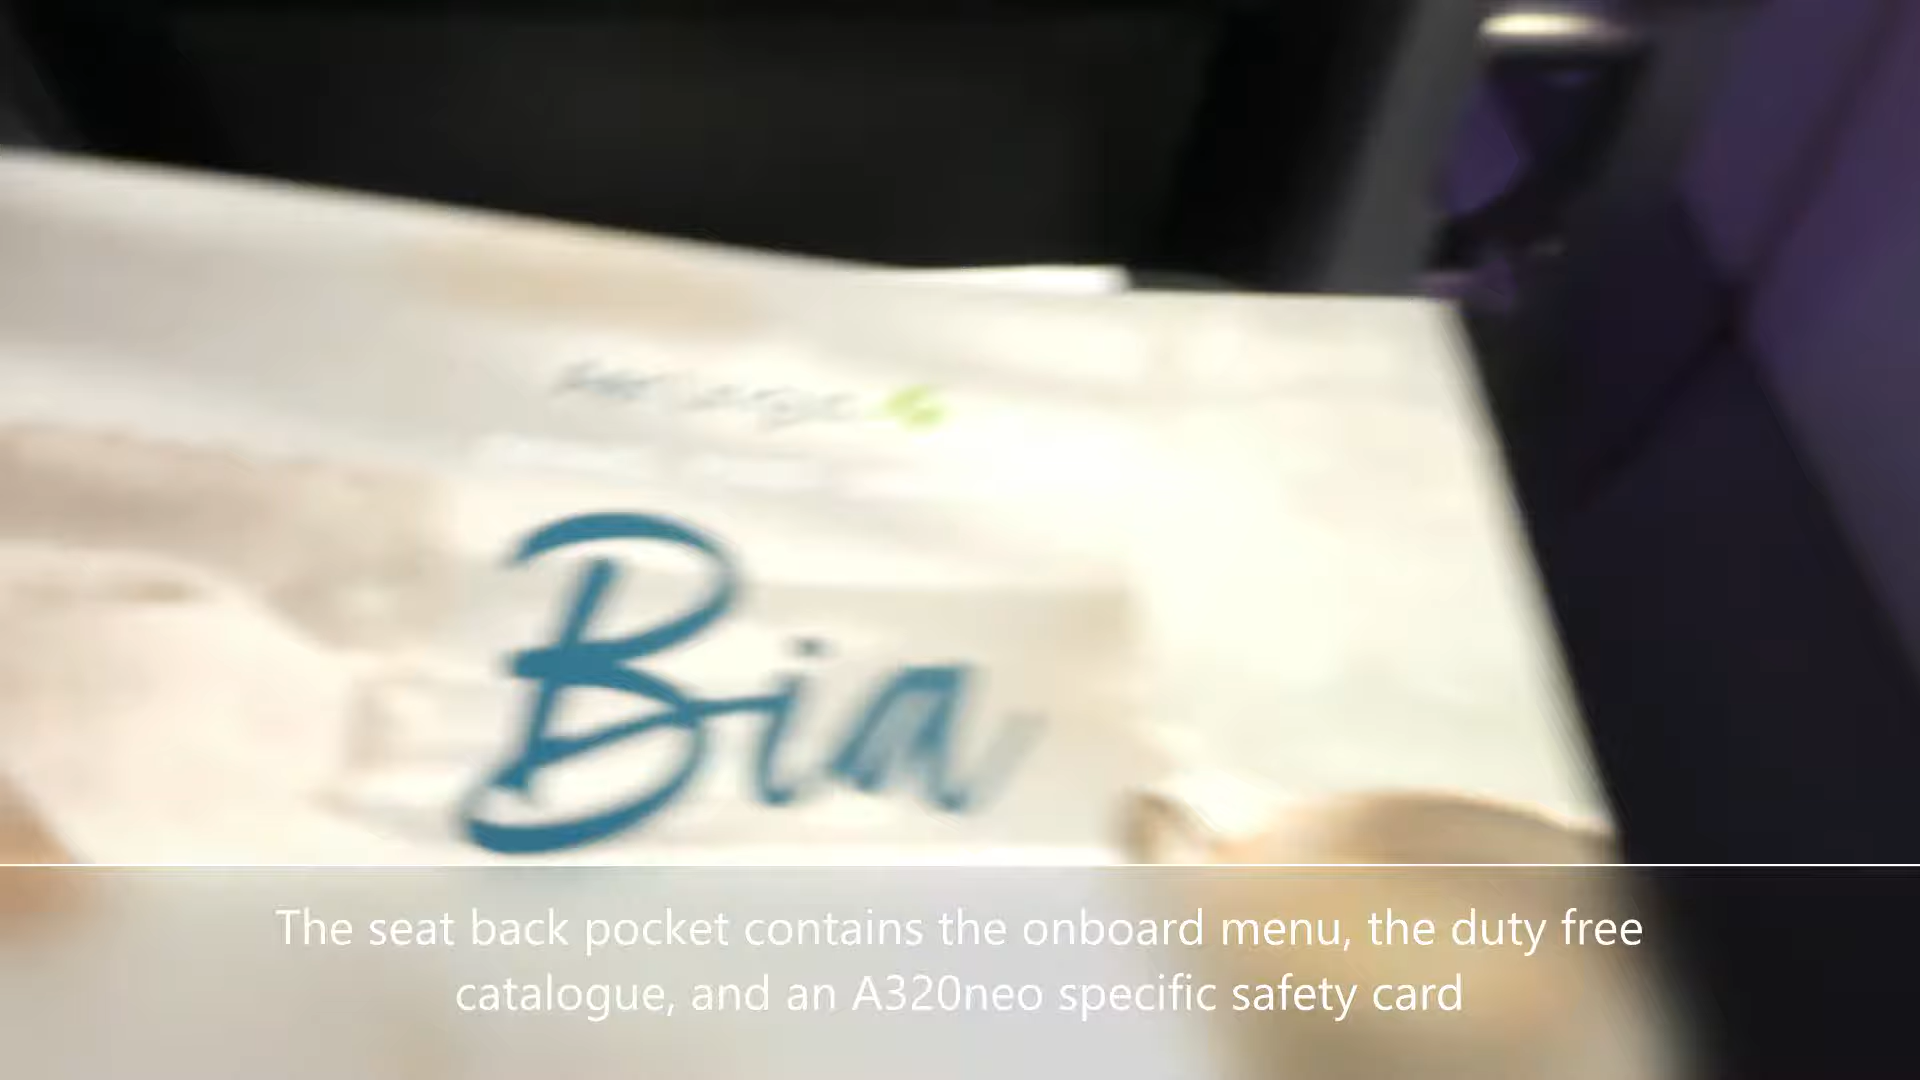 Bia
The seat back pocket contains the onboard menu, the duty free
catalogue, and an A320neo specific safety card